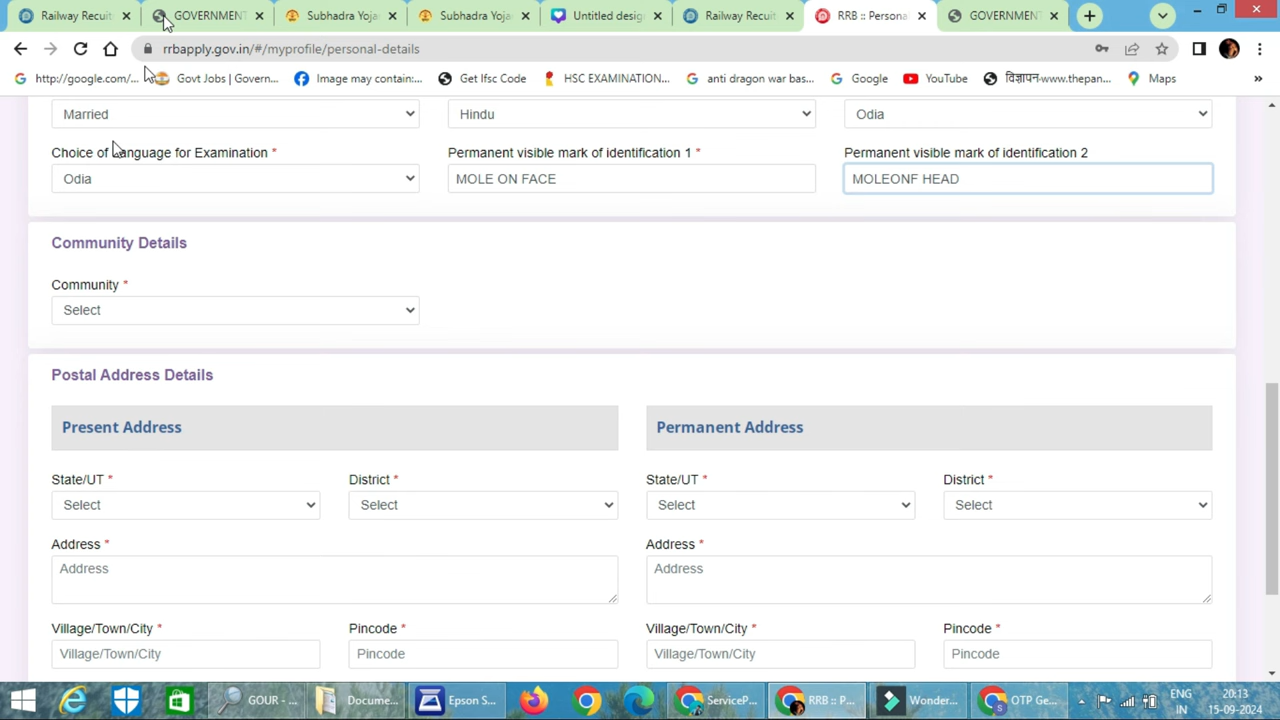 Railway Recruit
GOVERNMENT
Subhadra Yoja
Subhadra Yoja
Untitled desig
Railway Recruit
RRB :: Persona
GOVERNMENT
rrbapply.gov.in/#/myprofile/personal-details
http://google.com/...
Govt Jobs | Govern...
Image may contain:...
Get Ifsc Code
HSC EXAMINATION...
anti dragon war bas...
Google
YouTube
विज्ञापन-www.thepan...
Maps
»
Married
Hindu
Odia
Choice of Language for Examination *
Permanent visible mark of identification 1 *
Permanent visible mark of identification 2
Odia
MOLE ON FACE
MOLEONF HEAD
Community Details
Community *
Select
Postal Address Details
Present Address
Permanent Address
State/UT *
District *
State/UT *
District *
Select
Select
Select
Select
Address *
Address *
Address
Address
Village/Town/City *
Pincode *
Village/Town/City *
Pincode *
Village/Town/City
Pincode
Village/Town/City
Pincode
GOUR - ...
Docume...
Epson S...
ServiceP...
RRB :: P...
Wonder...
OTP Ge...
ENG
IN
20:13
15-09-2024